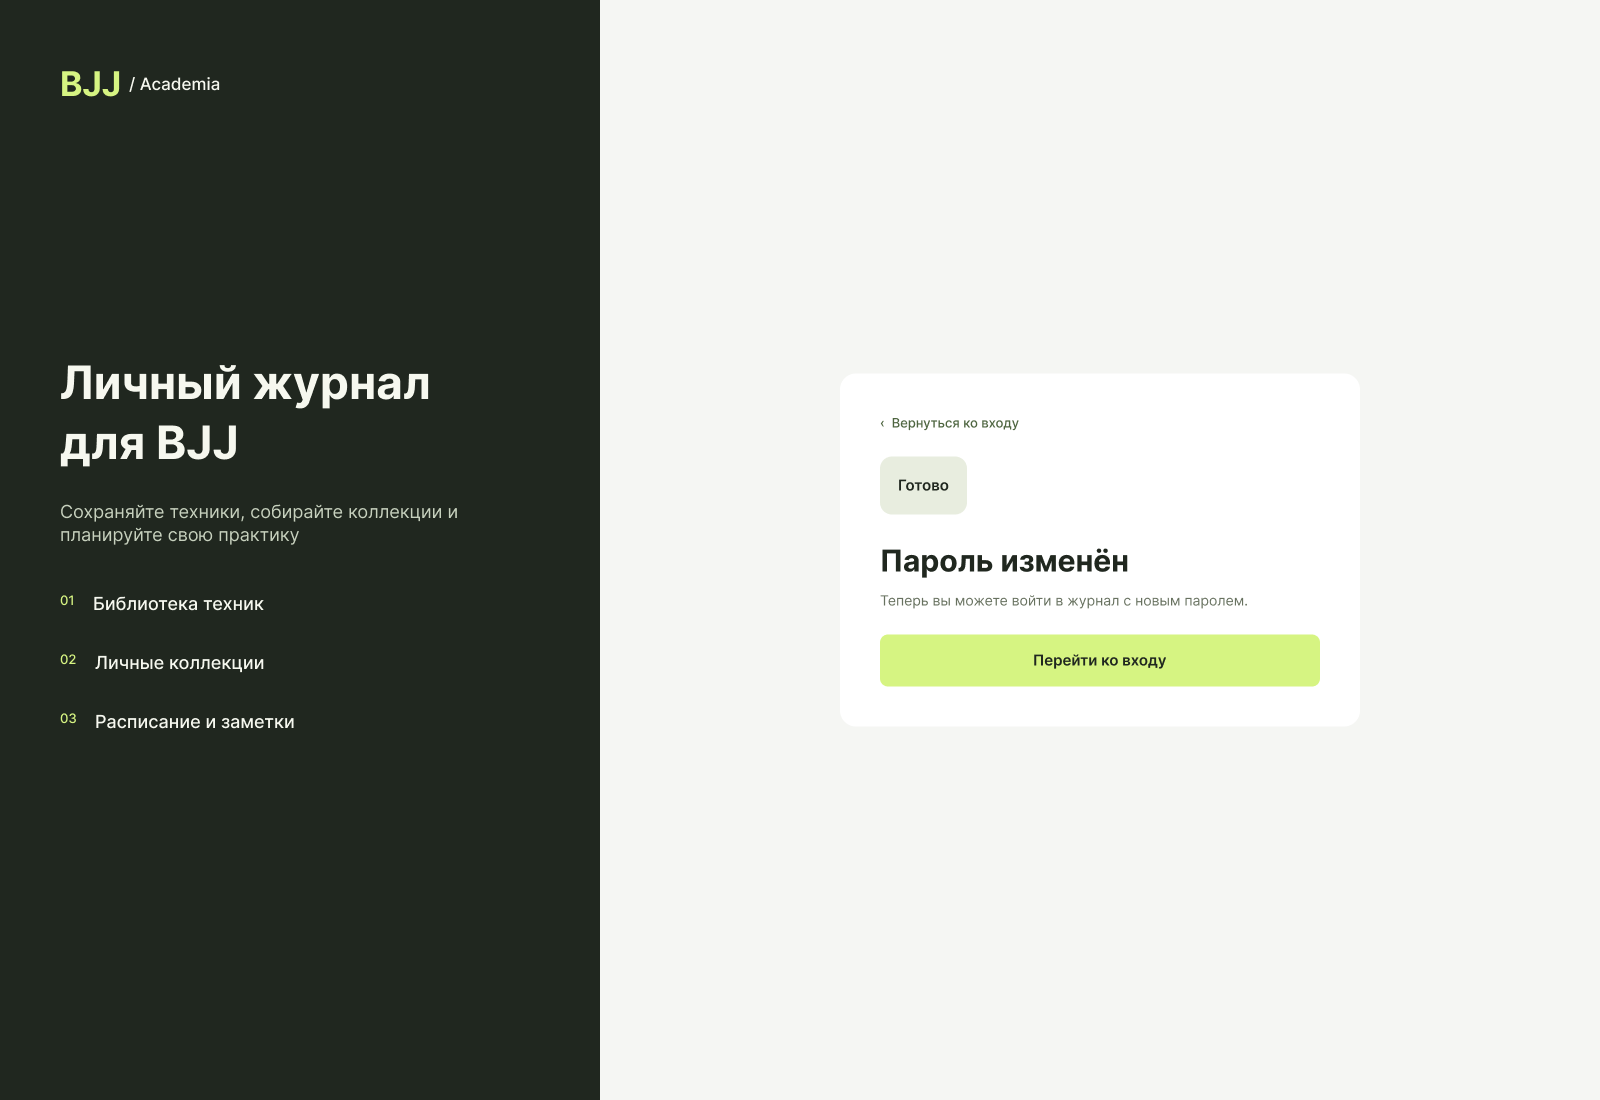 BJJ / Academia
Личный журнал
для BJJ
Сохраняйте техники, собирайте коллекции и
планируйте свою практику
01 Библиотека техник
02 Личные коллекции
03 Расписание и заметки
‹ Вернуться ко входу
Готово
Пароль изменён
Теперь вы можете войти в журнал с новым паролем.
Перейти ко входу